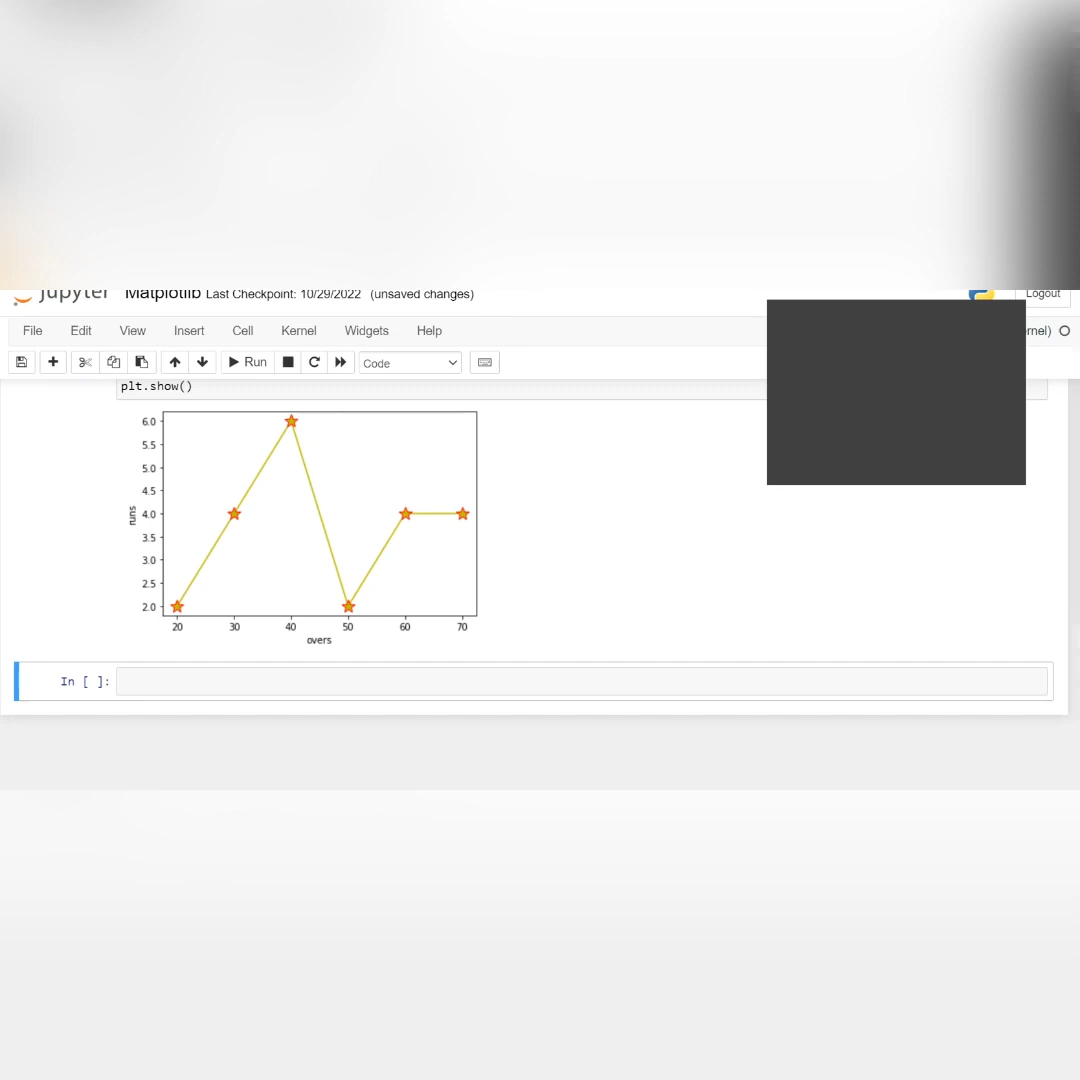 jupyter Matplotlib Last Checkpoint: 10/29/2022 (unsaved changes) Logout
File Edit View Insert Cell Kernel Widgets Help
Run Code
plt.show()
6.0
5.5
5.0
4.5
4.0
3.5
3.0
2.5
2.0
runs
20 30 40 50 60 70
overs
In [ ]: